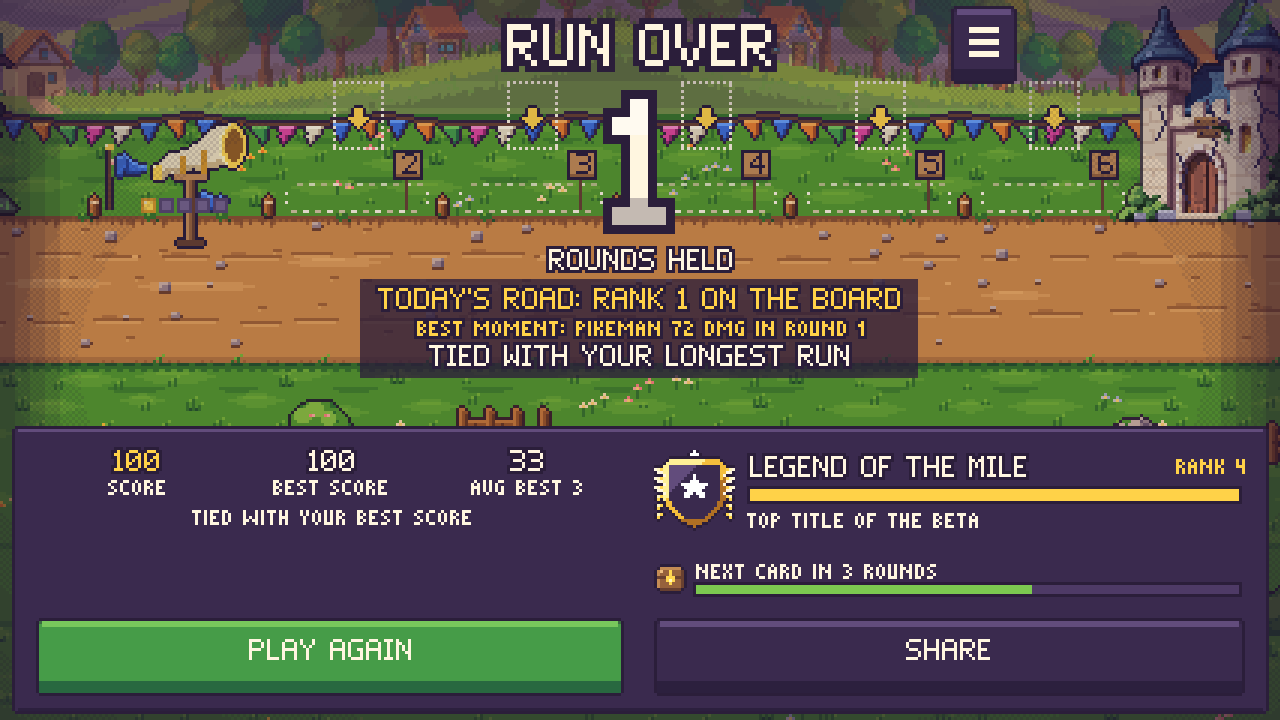 RUN OVER
1
2
3
4
5
6
ROUNDS HELD
TODAY'S ROAD: RANK 1 ON THE BOARD
BEST MOMENT: PIKEMAN 72 DMG IN ROUND 1
TIED WITH YOUR LONGEST RUN
100
SCORE
100
BEST SCORE
33
AVG BEST 3
TIED WITH YOUR BEST SCORE
LEGEND OF THE MILE
RANK 4
TOP TITLE OF THE BETA
NEXT CARD IN 3 ROUNDS
PLAY AGAIN
SHARE